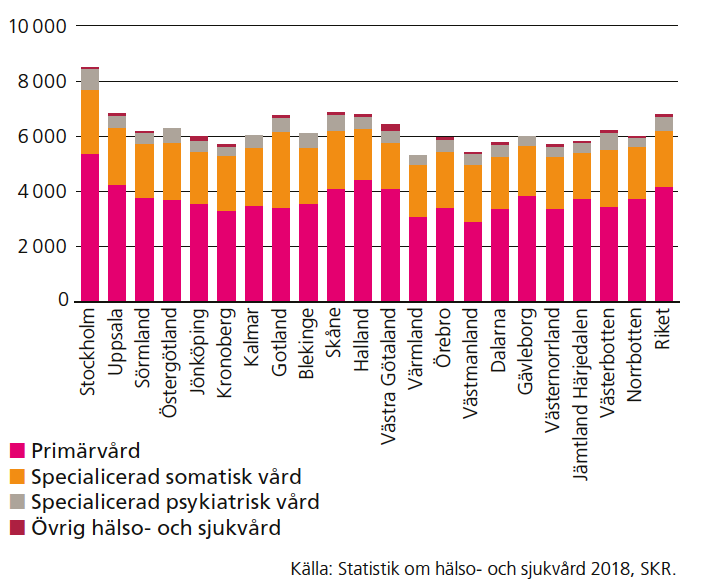 10 000
8 000
6 000
4 000
2 000
0
Stockholm
Uppsala
Sörmland
Östergötland
Jönköping
Kronoberg
Kalmar
Gotland
Blekinge
Skåne
Halland
Västra Götaland
Värmland
Örebro
Västmanland
Dalarna
Gävleborg
Västernorrland
Jämtland Härjedalen
Västerbotten
Norrbotten
Riket
Primärvård
Specialicerad somatisk vård
Specialicerad psykiatrisk vård
Övrig hälso- och sjukvård
Källa: Statistik om hälso- och sjukvård 2018, SKR.